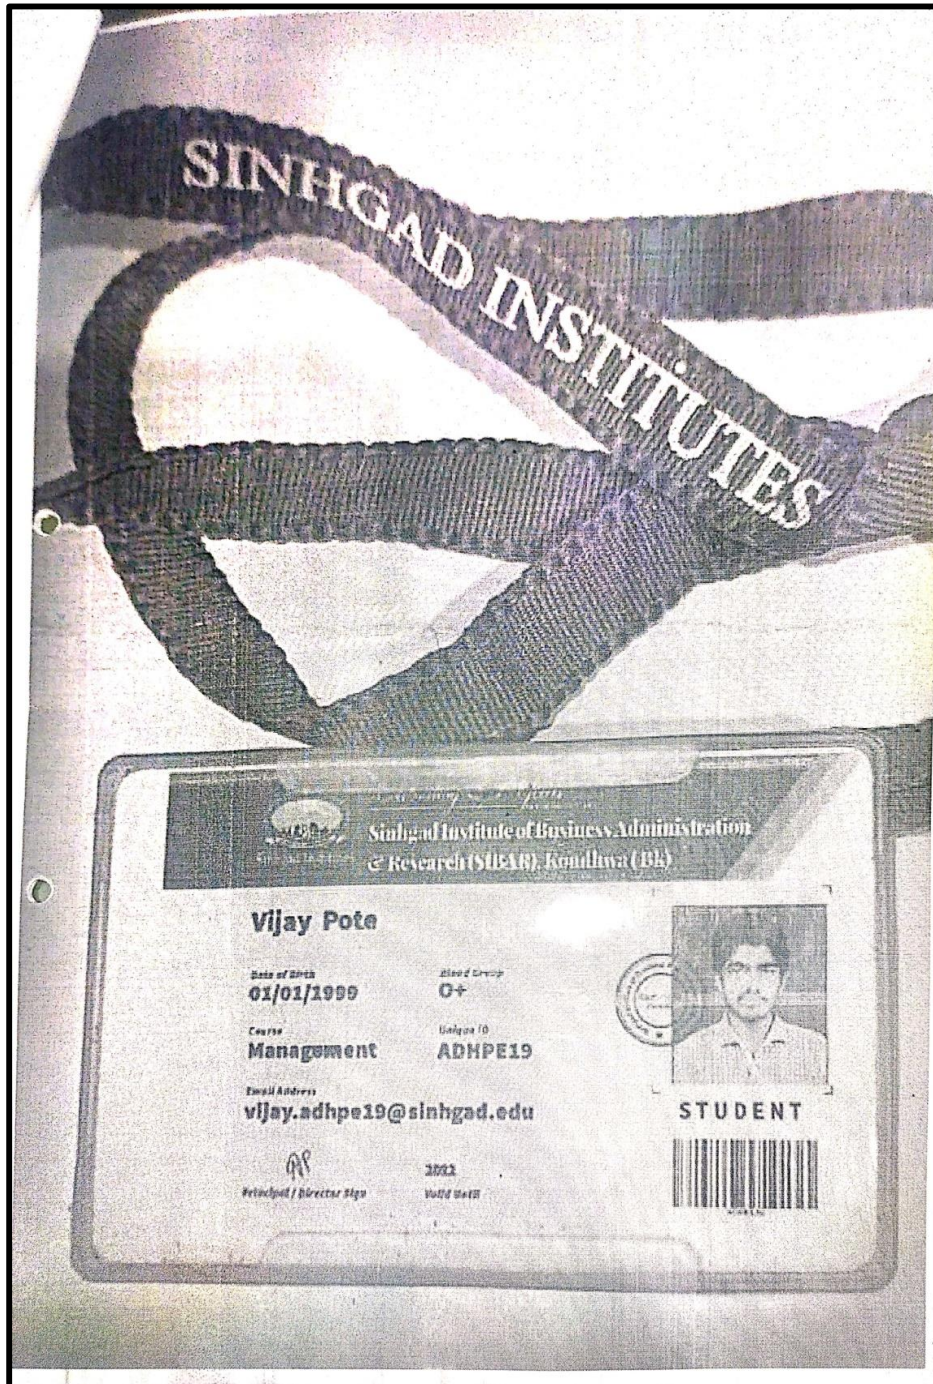 SINHGAD INSTITUTES
Sinhgad Institute of Business Administration
& Research (SIBAR), Kondhwa (Bk)
Vijay Pote
Date of Birth Blood Group
01/01/1999 O+
Course Unique ID
Management ADHPE19
Email Address
vijay.adhpe19@sinhgad.edu
STUDENT
2022
Principal / Director Sign Valid Until